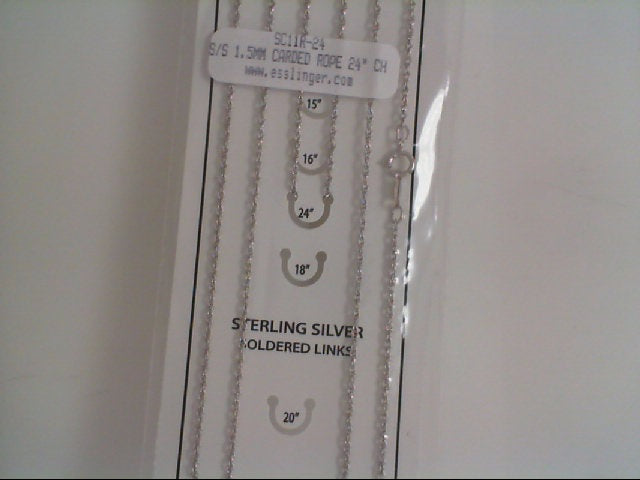 SC11R-24
S/S 1.5MM CARDED ROPE 24" CH
www.esslinger.com
15"
16"
24"
18"
STERLING SILVER
SOLDERED LINKS
20"